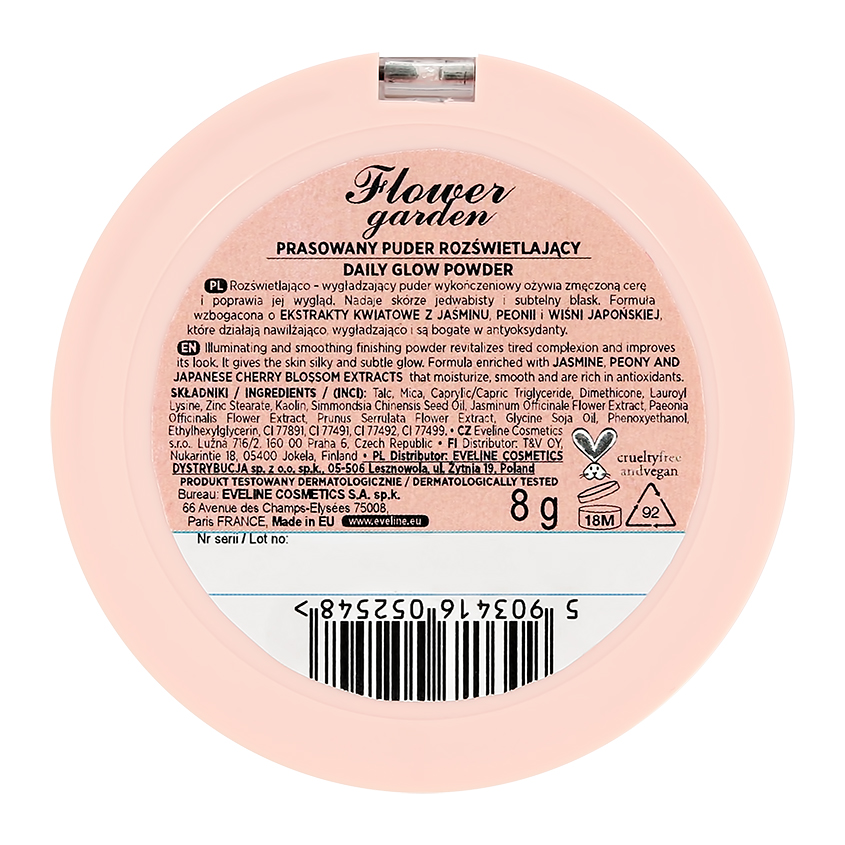 Flower
garden
PRASOWANY PUDER ROZŚWIETLAJĄCY
DAILY GLOW POWDER
PL Rozświetlająco - wygładzający puder wykończeniowy ożywia zmęczoną cerę
i poprawia jej wygląd. Nadaje skórze jedwabisty i subtelny blask. Formuła
wzbogacona o EKSTRAKTY KWIATOWE Z JAŚMINU, PEONII i WIŚNI JAPOŃSKIEJ,
które działają nawilżająco, wygładzająco i są bogate w antyoksydanty.
EN Illuminating and smoothing finishing powder revitalizes tired complexion and improves
its look. It gives the skin silky and subtle glow. Formula enriched with JASMINE, PEONY AND
JAPANESE CHERRY BLOSSOM EXTRACTS that moisturize, smooth and are rich in antioxidants.
SKŁADNIKI / INGREDIENTS / (INCI): Talc, Mica, Caprylic/Capric Triglyceride, Dimethicone, Lauroyl
Lysine, Zinc Stearate, Kaolin, Simmondsia Chinensis Seed Oil, Jasminum Officinale Flower Extract, Paeonia
Officinalis Flower Extract, Prunus Serrulata Flower Extract, Glycine Soja Oil, Phenoxyethanol,
Ethylhexylglycerin, CI 77891, CI 77491, CI 77492, CI 77499. • CZ Eveline Cosmetics
s.r.o. Lužná 716/2, 160 00 Praha 6, Czech Republic • FI Distributor: T&V OY,
Nukarintie 18, 05400 Jokela, Finland • PL Distributor: EVELINE COSMETICS
DYSTRYBUCJA sp. z o.o. sp.k., 05-506 Lesznowola, ul. Żytnia 19, Poland
PRODUKT TESTOWANY DERMATOLOGICZNIE / DERMATOLOGICALLY TESTED
Bureau: EVELINE COSMETICS S.A. sp.k.
66 Avenue des Champs-Elysées 75008,
Paris FRANCE, Made in EU www.eveline.eu
8 g
crueltyfree
andvegan
18M
92
Nr serii / Lot no:
5 903416 052548 >